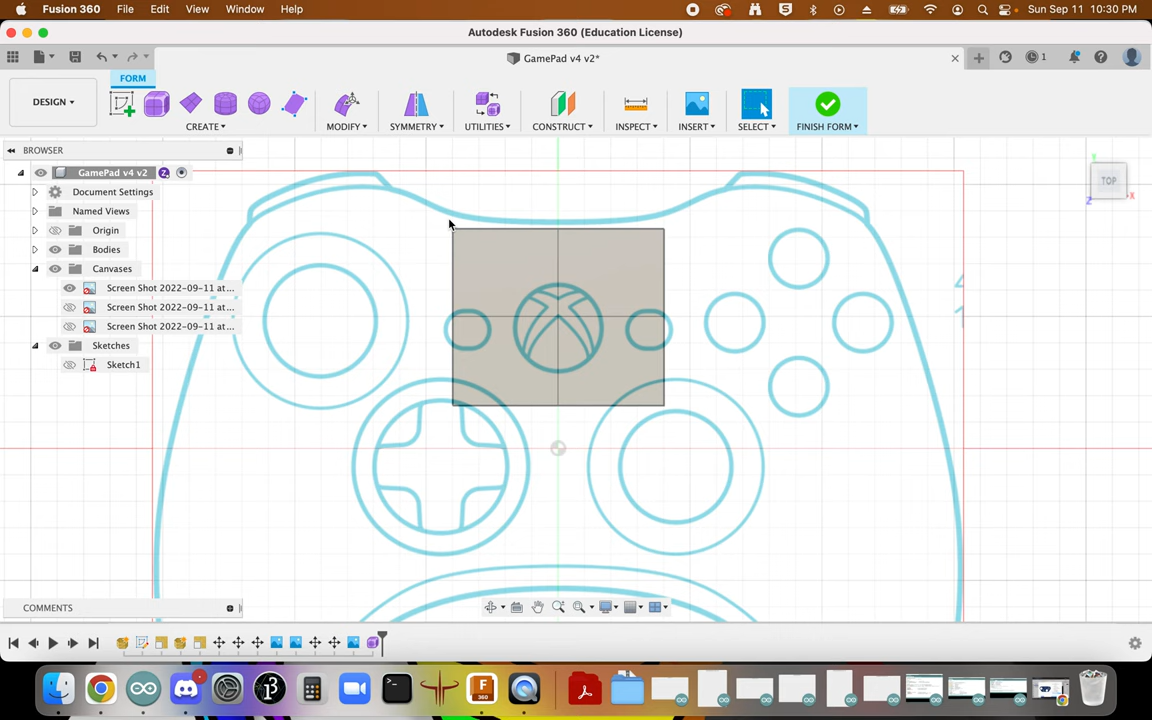 Fusion 360 File Edit View Window Help Sun Sep 11 10:30 PM
Autodesk Fusion 360 (Education License)
GamePad v4 v2*
1
FORM
DESIGN
CREATE MODIFY SYMMETRY UTILITIES CONSTRUCT INSPECT INSERT SELECT FINISH FORM
BROWSER
GamePad v4 v2
Document Settings
Named Views
Origin
Bodies
Canvases
Screen Shot 2022-09-11 at...
Screen Shot 2022-09-11 at...
Screen Shot 2022-09-11 at...
Sketches
Sketch1
TOP
X
Z
COMMENTS
F
360